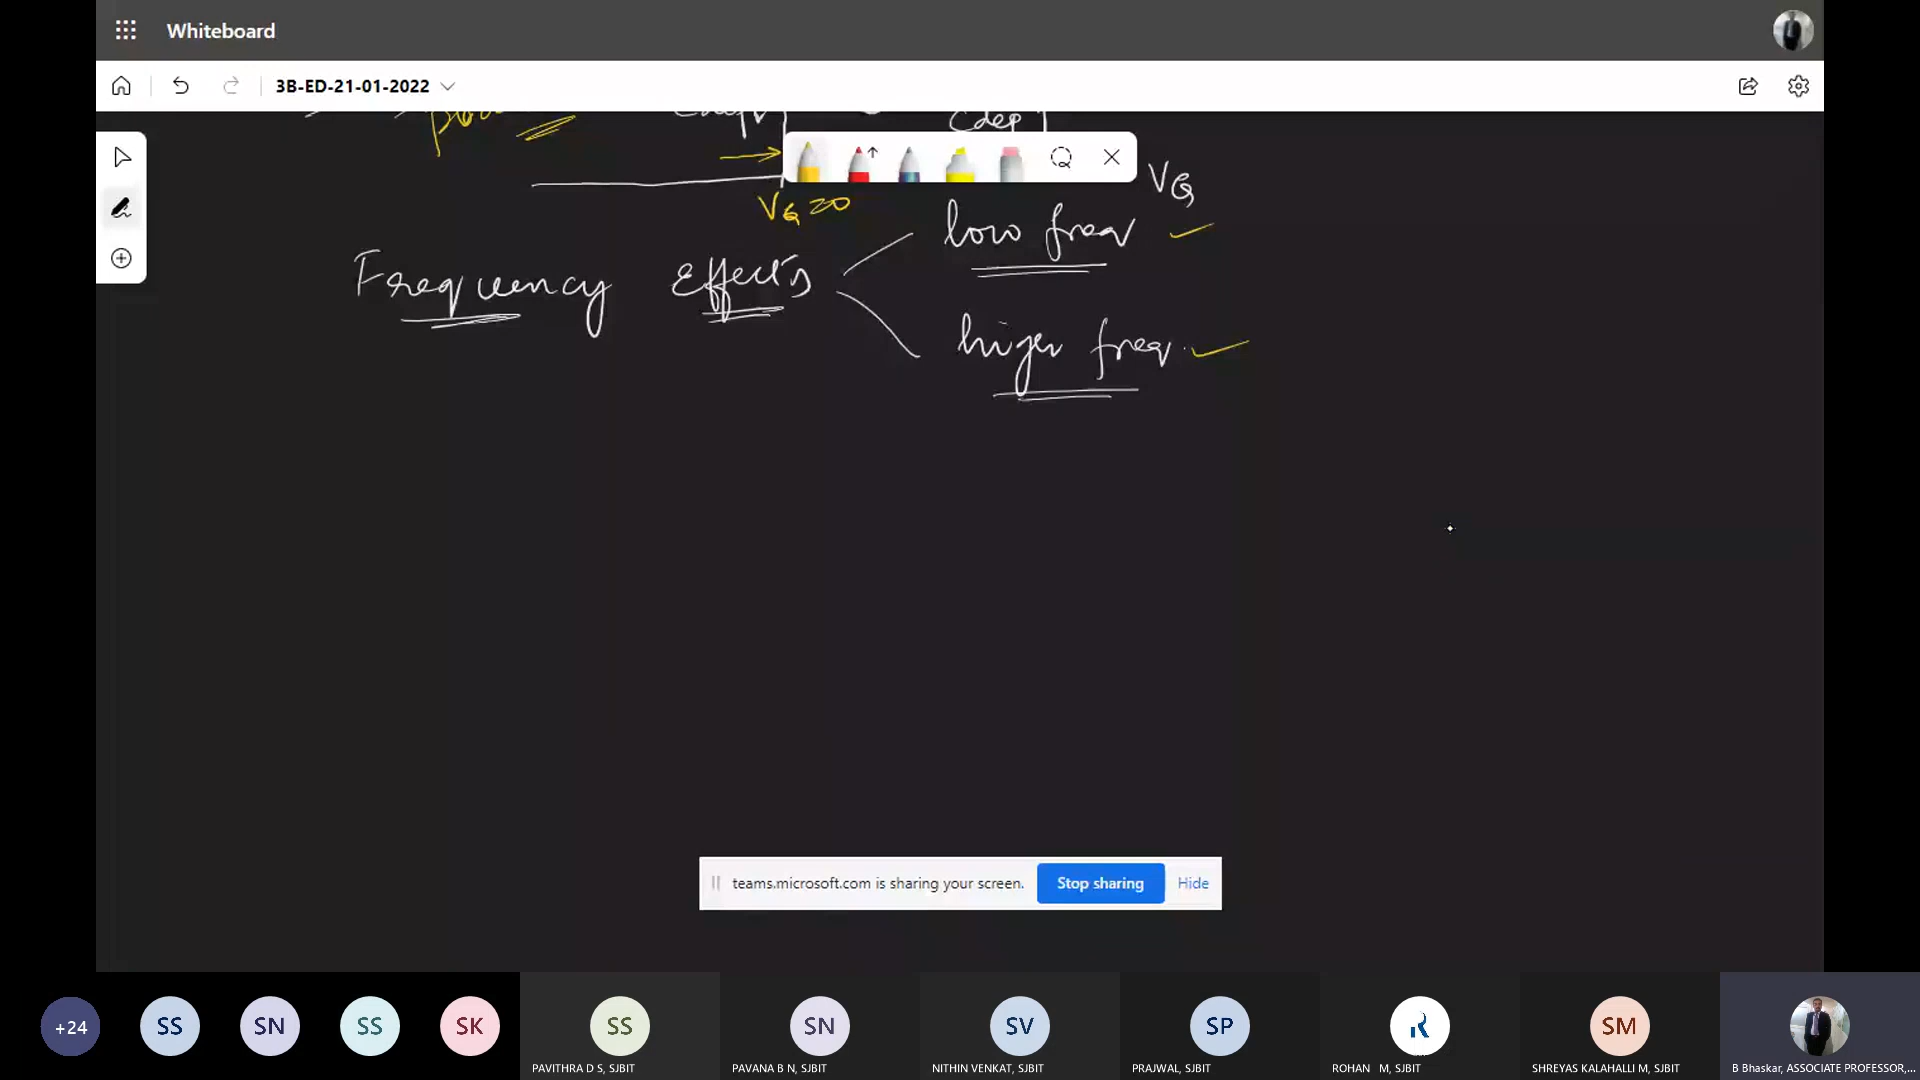 Whiteboard
3B-ED-21-01-2022
Cdep
VG
VG=0
low freq
Frequency Effects
higer freq.
teams.microsoft.com is sharing your screen. Stop sharing Hide
+24 SS SN SS SK SS SN SV SP SM
PAVITHRA D S, SJBIT PAVANA B N, SJBIT NITHIN VENKAT, SJBIT PRAJWAL, SJBIT ROHAN M, SJBIT SHREYAS KALAHALLI M, SJBIT B Bhaskar, ASSOCIATE PROFESSOR,...